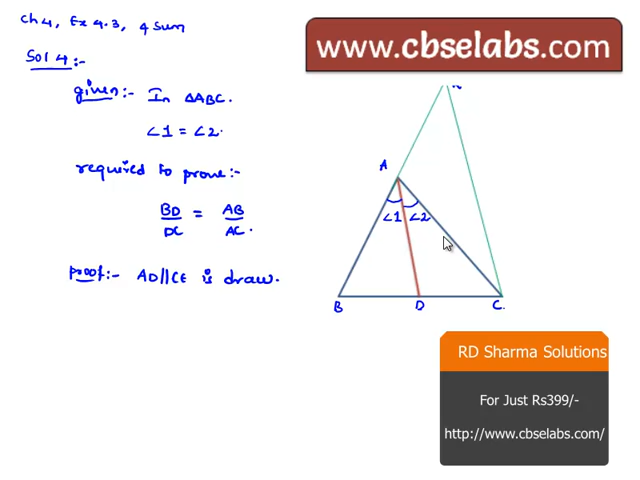 Ch 4, Ex 4.3, 4 Sum
Sol 4:-
given:- In ΔABC.
∠1 = ∠2.
required to prove:-
BD/DC = AB/AC.
proof:- AD||CE is draw.
www.cbselabs.com
A
∠1 ∠2
B D C.
RD Sharma Solutions
For Just Rs399/-
http://www.cbselabs.com/